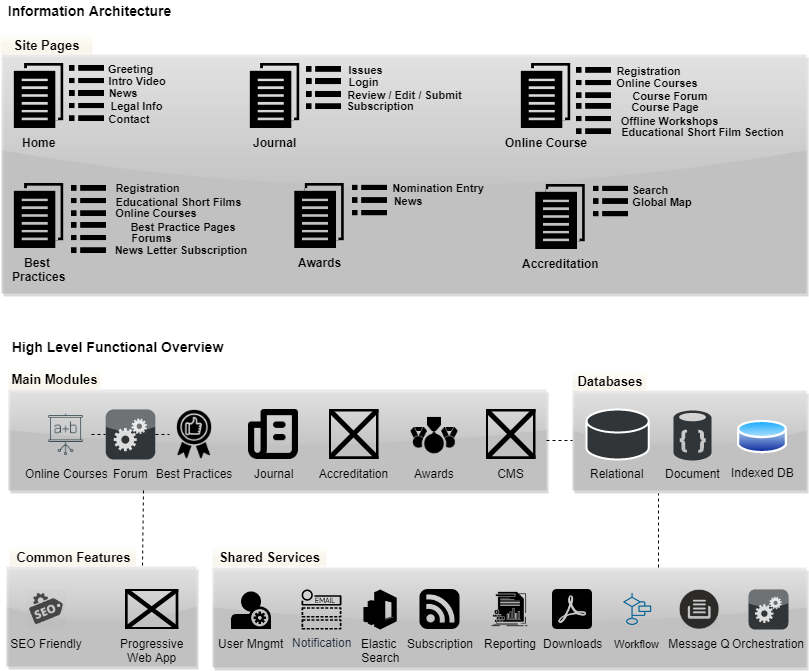 Information Architecture
Site Pages
Greeting
Intro Video
News
Legal Info
Contact
Home
Issues
Login
Review / Edit / Submit
Subscription
Journal
Registration
Online Courses
Course Forum
Course Page
Offline Workshops
Educational Short Film Section
Online Course
Registration
Educational Short Films
Online Courses
Best Practice Pages
Forums
News Letter Subscription
Best
Practices
Nomination Entry
News
Awards
Search
Global Map
Accreditation
High Level Functional Overview
Main Modules
a+b
Online Courses
Forum
Best Practices
Journal
Accreditation
Awards
CMS
Databases
{ }
Relational
Document
Indexed DB
Common Features
SEO
SEO Friendly
Progressive
Web App
Shared Services
EMAIL
User Mngmt
Notification
Elastic
Search
Subscription
Reporting
Downloads
Workflow
Message Q
Orchestration